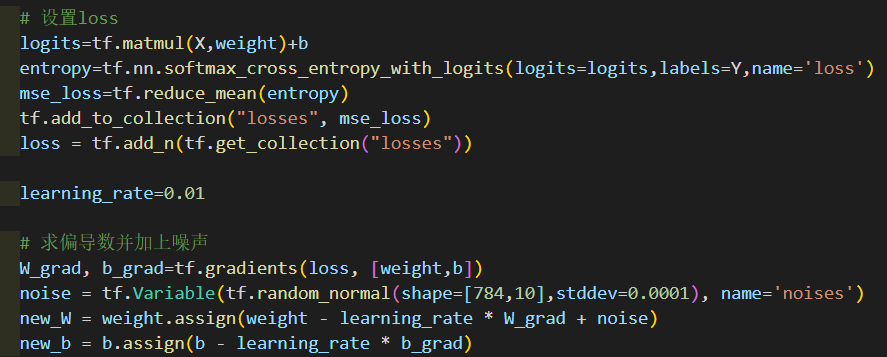 # 设置loss
logits=tf.matmul(X,weight)+b
entropy=tf.nn.softmax_cross_entropy_with_logits(logits=logits,labels=Y,name='loss')
mse_loss=tf.reduce_mean(entropy)
tf.add_to_collection("losses", mse_loss)
loss = tf.add_n(tf.get_collection("losses"))
learning_rate=0.01
# 求偏导数并加上噪声
W_grad, b_grad=tf.gradients(loss, [weight,b])
noise = tf.Variable(tf.random_normal(shape=[784,10],stddev=0.0001), name='noises')
new_W = weight.assign(weight - learning_rate * W_grad + noise)
new_b = b.assign(b - learning_rate * b_grad)